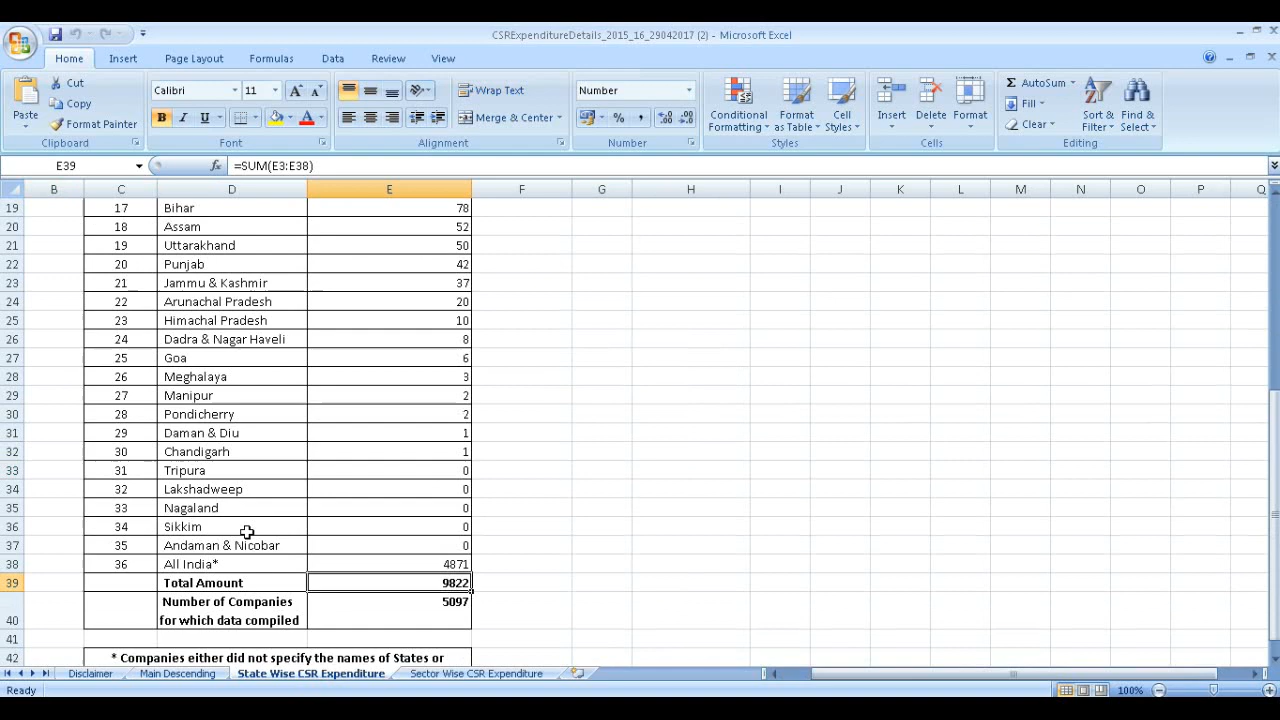 CSRExpenditureDetails_2015_16_29042017 (2) - Microsoft Excel
Home Insert Page Layout Formulas Data Review View
Cut
Copy
Format Painter
Paste
Clipboard
Calibri 11
B I U
Font
Wrap Text
Merge & Center
Alignment
Number
% ,
Number
Conditional Formatting
Format as Table
Cell Styles
Styles
Insert Delete Format
Cells
Σ AutoSum
Fill
Clear
Sort & Filter
Find & Select
Editing
E39 fx =SUM(E3:E38)
B C D E F G H I J K L M N O P Q
19 17 Bihar 78
20 18 Assam 52
21 19 Uttarakhand 50
22 20 Punjab 42
23 21 Jammu & Kashmir 37
24 22 Arunachal Pradesh 20
25 23 Himachal Pradesh 10
26 24 Dadra & Nagar Haveli 8
27 25 Goa 6
28 26 Meghalaya 3
29 27 Manipur 2
30 28 Pondicherry 2
31 29 Daman & Diu 1
32 30 Chandigarh 1
33 31 Tripura 0
34 32 Lakshadweep 0
35 33 Nagaland 0
36 34 Sikkim 0
37 35 Andaman & Nicobar 0
38 36 All India* 4871
39 Total Amount 9822
Number of Companies 5097
40 for which data compiled
41
42 * Companies either did not specify the names of States or
Disclaimer Main Descending State Wise CSR Expenditure Sector Wise CSR Expenditure
Ready 100%